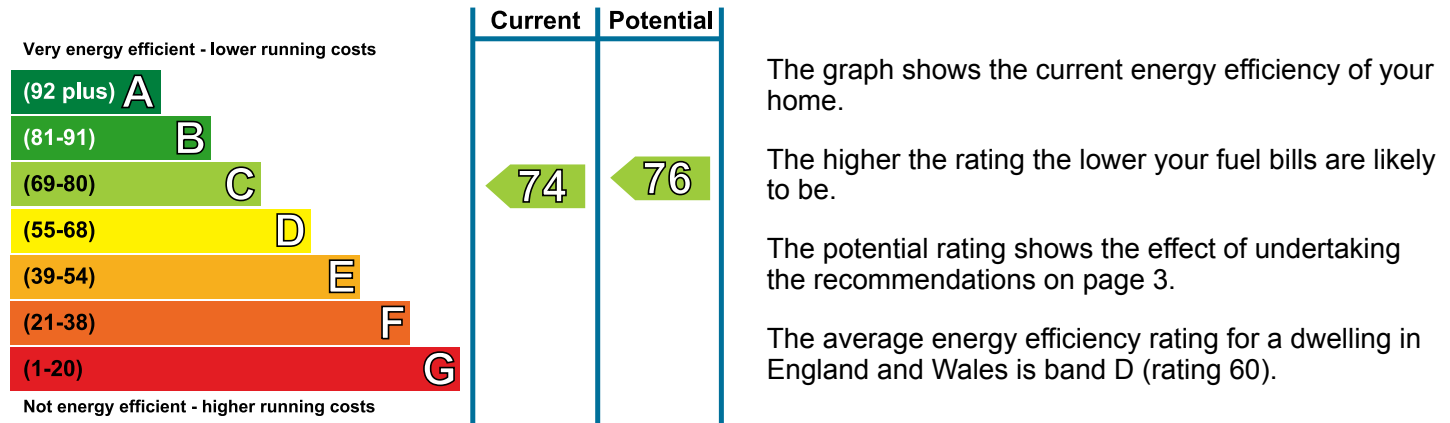 Current Potential
Very energy efficient - lower running costs
(92 plus) A
(81-91) B
(69-80) C
(55-68) D
(39-54) E
(21-38) F
(1-20) G
Not energy efficient - higher running costs
74 76
The graph shows the current energy efficiency of your
home.
The higher the rating the lower your fuel bills are likely
to be.
The potential rating shows the effect of undertaking
the recommendations on page 3.
The average energy efficiency rating for a dwelling in
England and Wales is band D (rating 60).